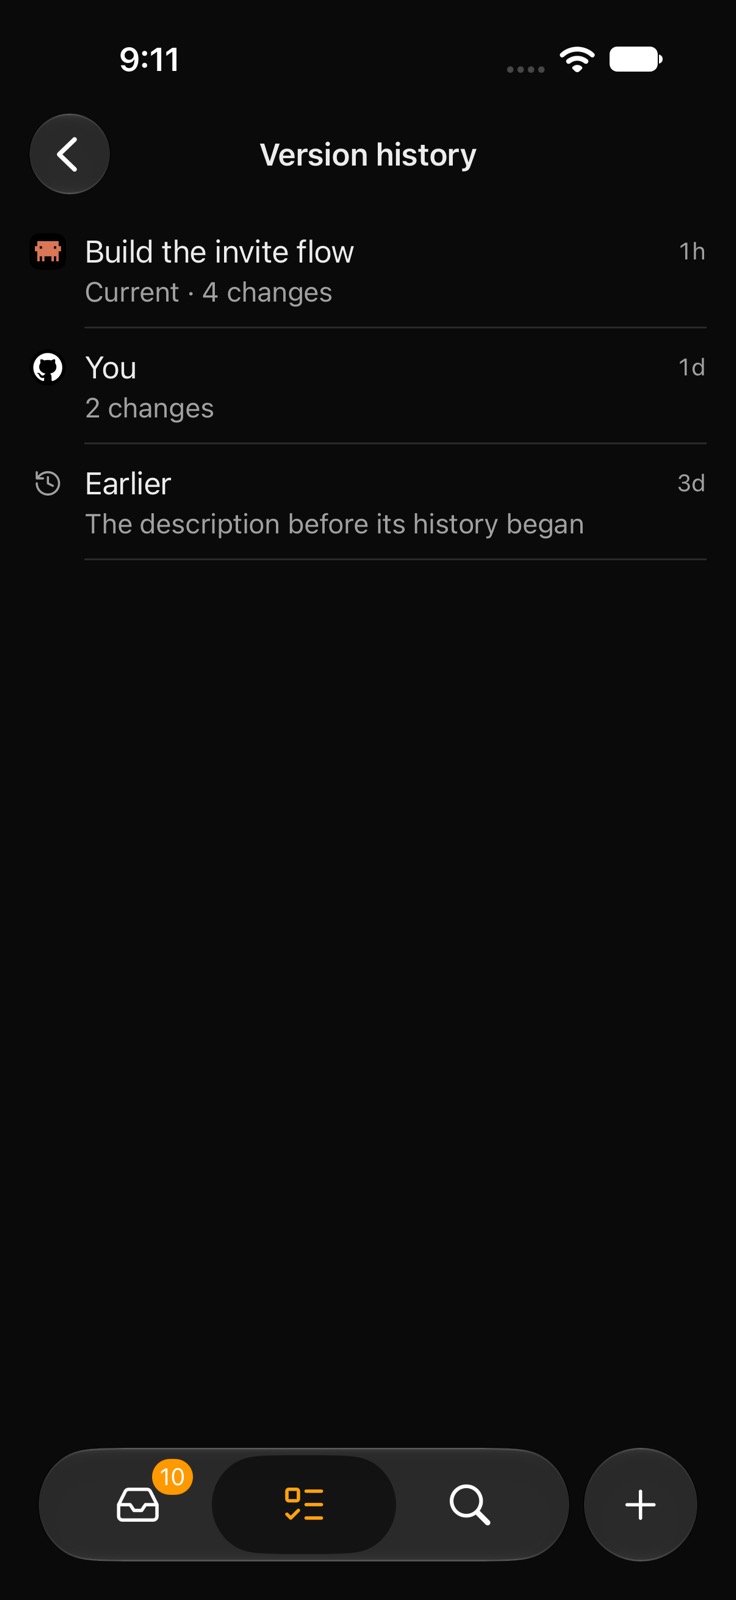 9:11
Version history
Build the invite flow
1h
Current · 4 changes
You
1d
2 changes
Earlier
3d
The description before its history began
10